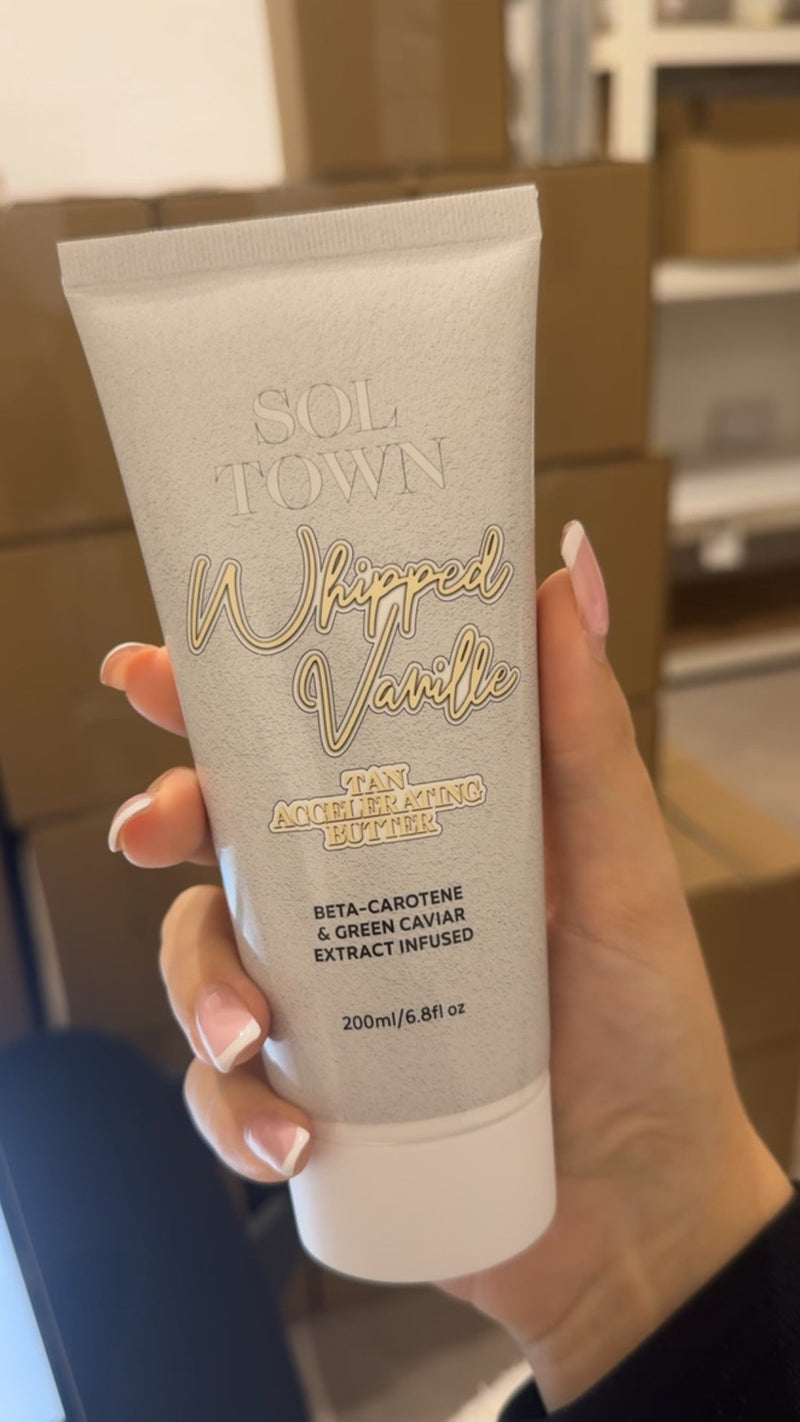 SOL
TOWN
Whipped
Vanille
TAN
ACCELERATING
BUTTER
BETA-CAROTENE
& GREEN CAVIAR
EXTRACT INFUSED
200ml/6.8fl oz